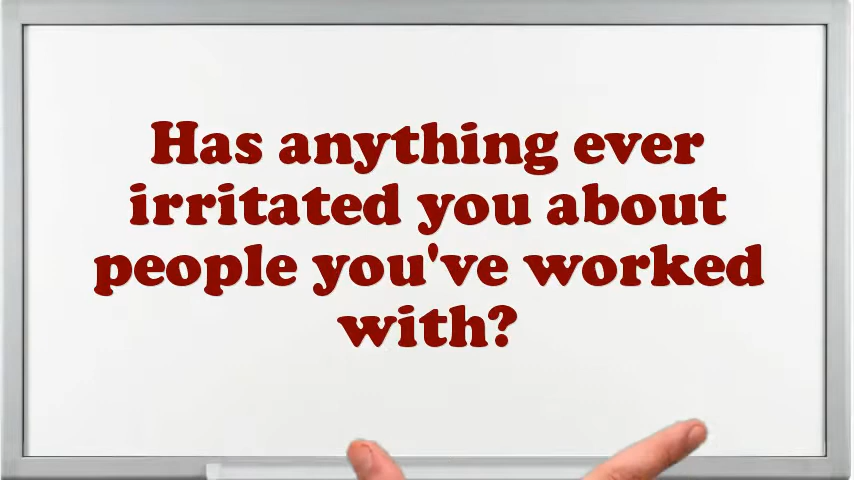 Has anything ever
irritated you about
people you've worked
with?